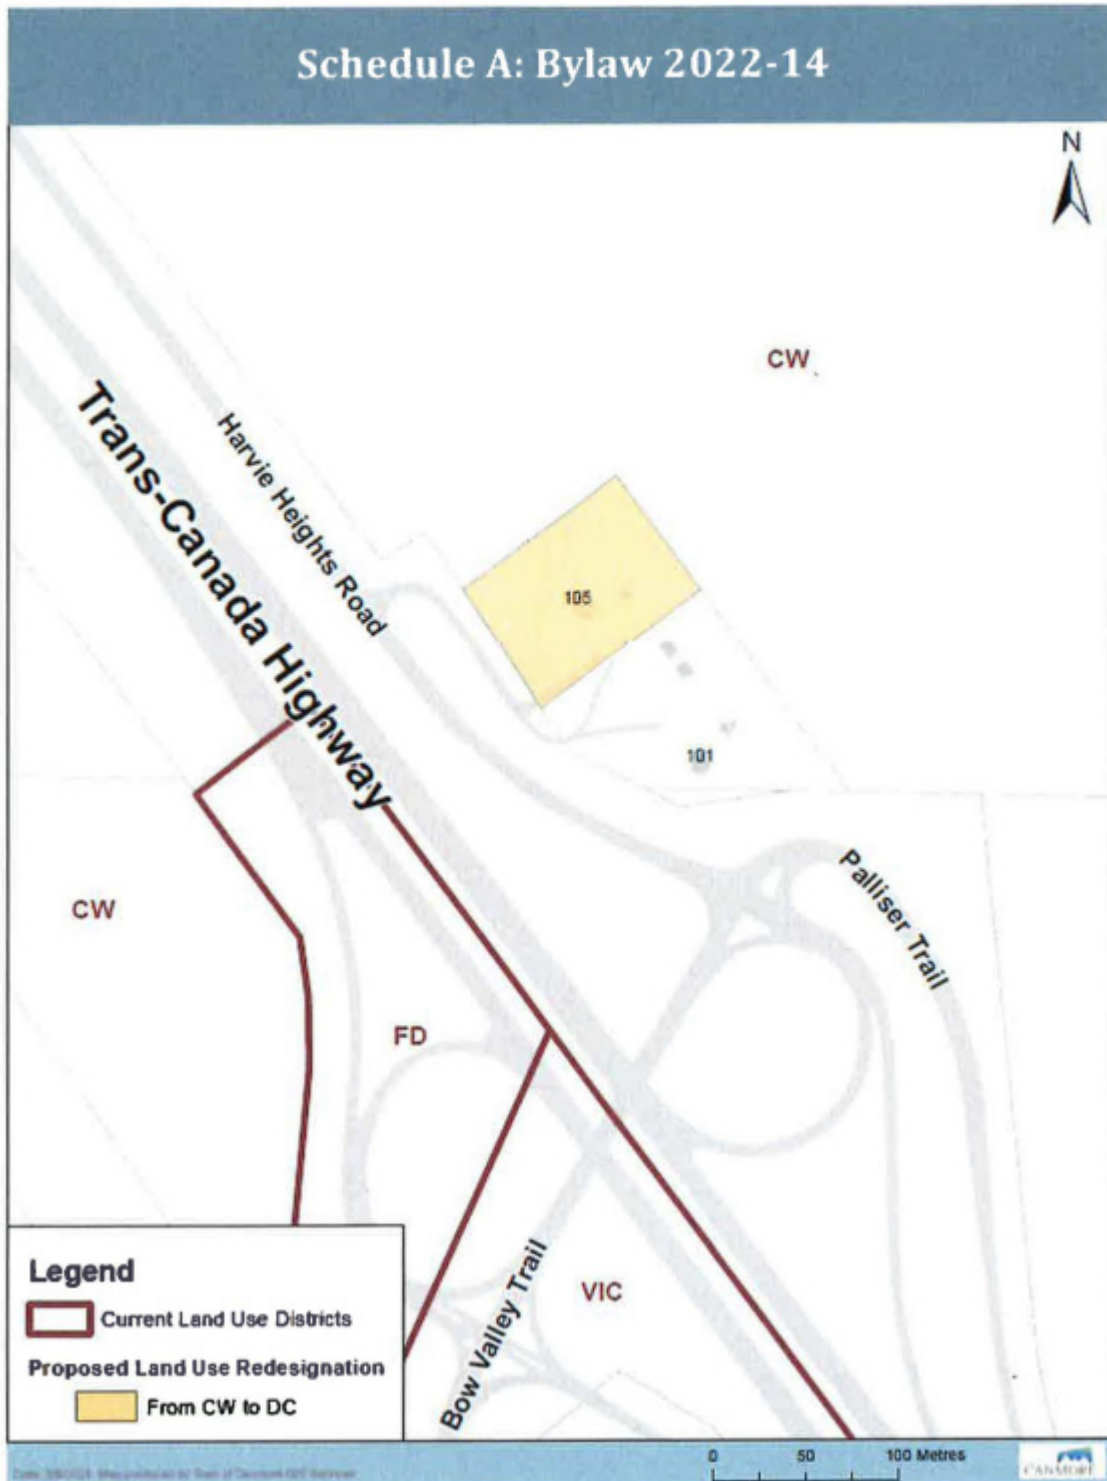 Schedule A: Bylaw 2022-14
N
CW
Trans-Canada Highway
Harvie Heights Road
105
101
Palliser Trail
CW
FD
VIC
Bow Valley Trail
Legend
Current Land Use Districts
Proposed Land Use Redesignation
From CW to DC
0 50 100 Metres
CANMORE